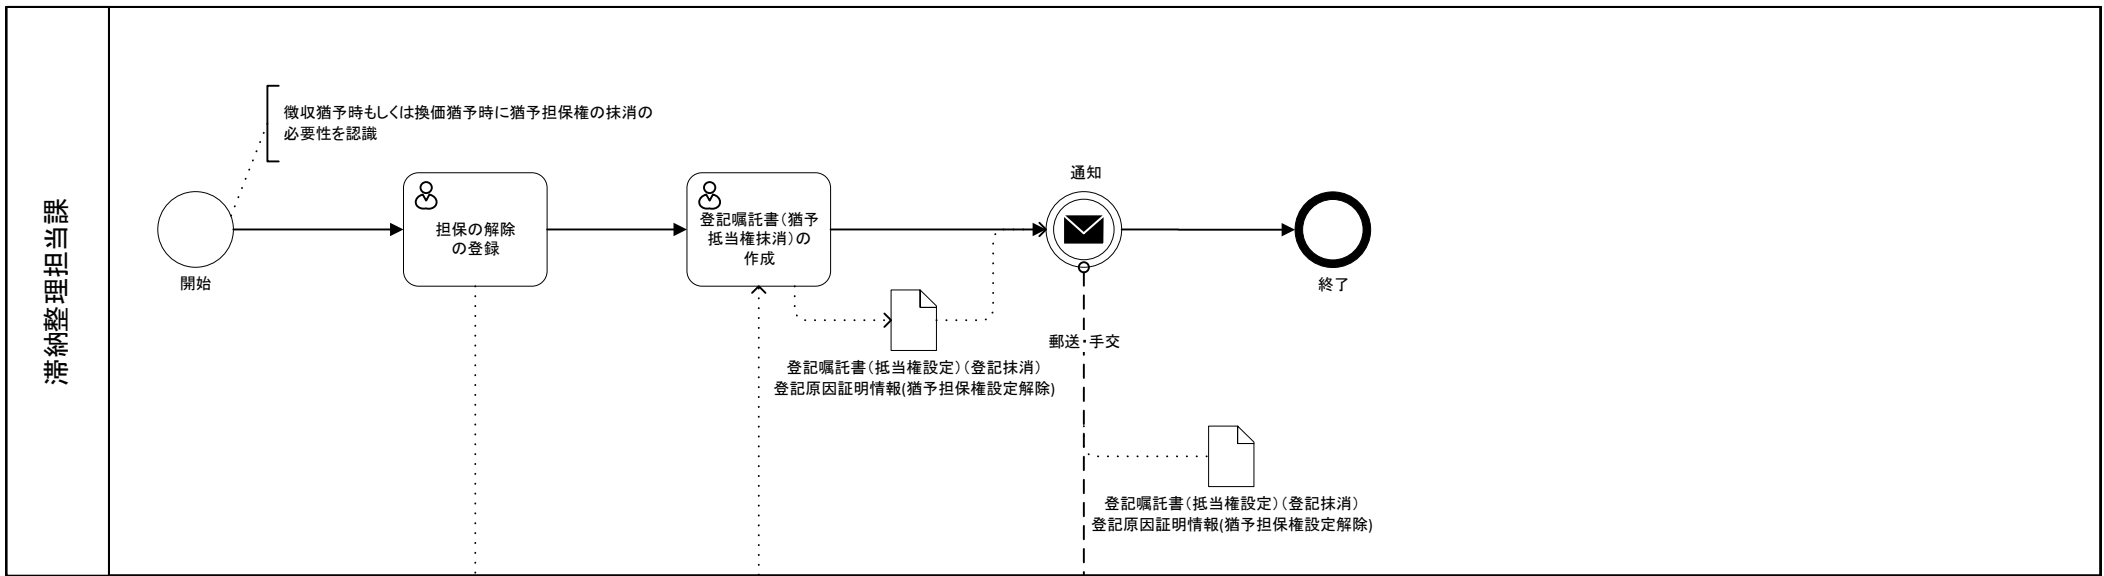 滞納整理担当課
徴収猶予時もしくは換価猶予時に猶予担保権の抹消の
必要性を認識
開始
担保の解除
の登録
登記嘱託書（猶予
抵当権抹消）の
作成
登記嘱託書（抵当権設定）（登記抹消）
登記原因証明情報(猶予担保権設定解除)
通知
郵送・手交
登記嘱託書（抵当権設定）（登記抹消）
登記原因証明情報(猶予担保権設定解除)
終了